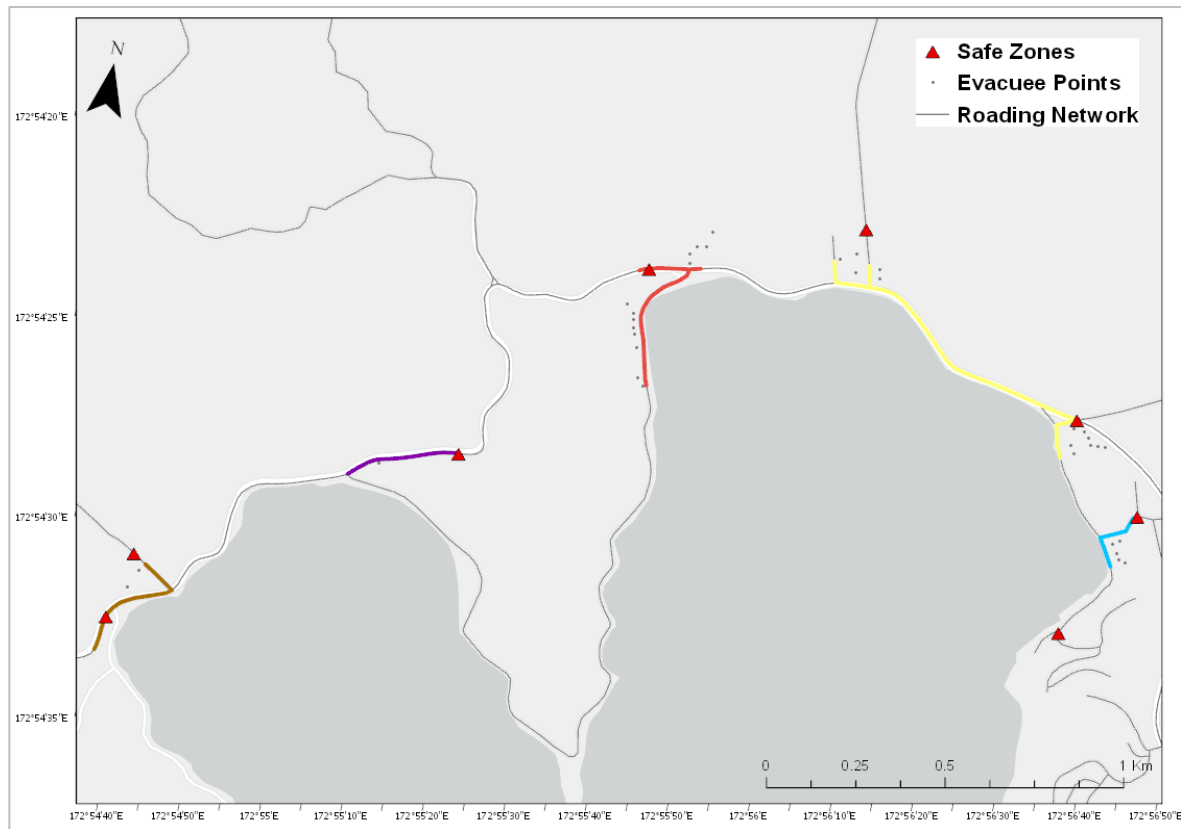 N
Safe Zones
Evacuee Points
Roading Network
172°54'20"E
172°54'25"E
172°54'30"E
172°54'35"E
0 0.25 0.5 1 Km
172°54'40"E 172°54'50"E 172°55'E 172°55'10"E 172°55'20"E 172°55'30"E 172°55'40"E 172°55'50"E 172°56'E 172°56'10"E 172°56'20"E 172°56'30"E 172°56'40"E 172°56'50"E